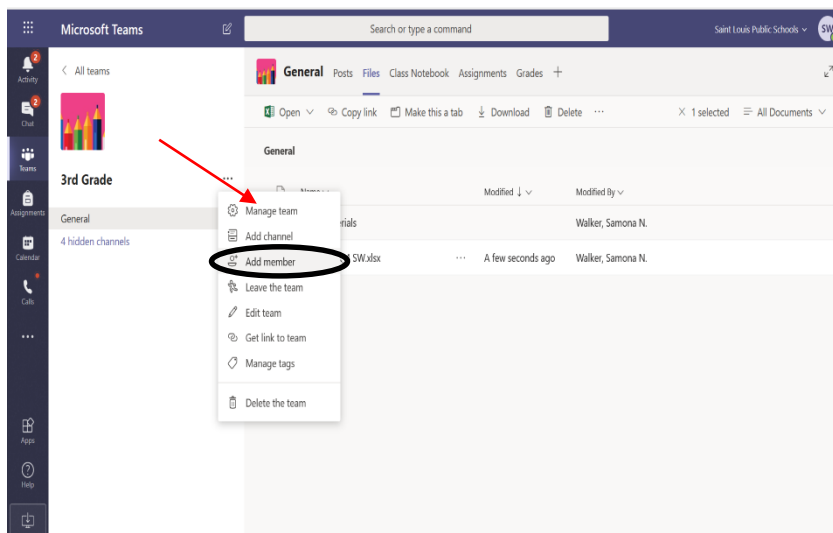 Microsoft Teams
Search or type a command
Saint Louis Public Schools
SW
2
Activity
2
Chat
Teams
Assignments
Calendar
Calls
Apps
Help
All teams
3rd Grade
General
4 hidden channels
General Posts Files Class Notebook Assignments Grades +
Open Copy link Make this a tab Download Delete ... × 1 selected All Documents
General
Modified ↓ Modified By
Walker, Samona N.
SW.xlsx ... A few seconds ago Walker, Samona N.
Manage team
Add channel
Add member
Leave the team
Edit team
Get link to team
Manage tags
Delete the team